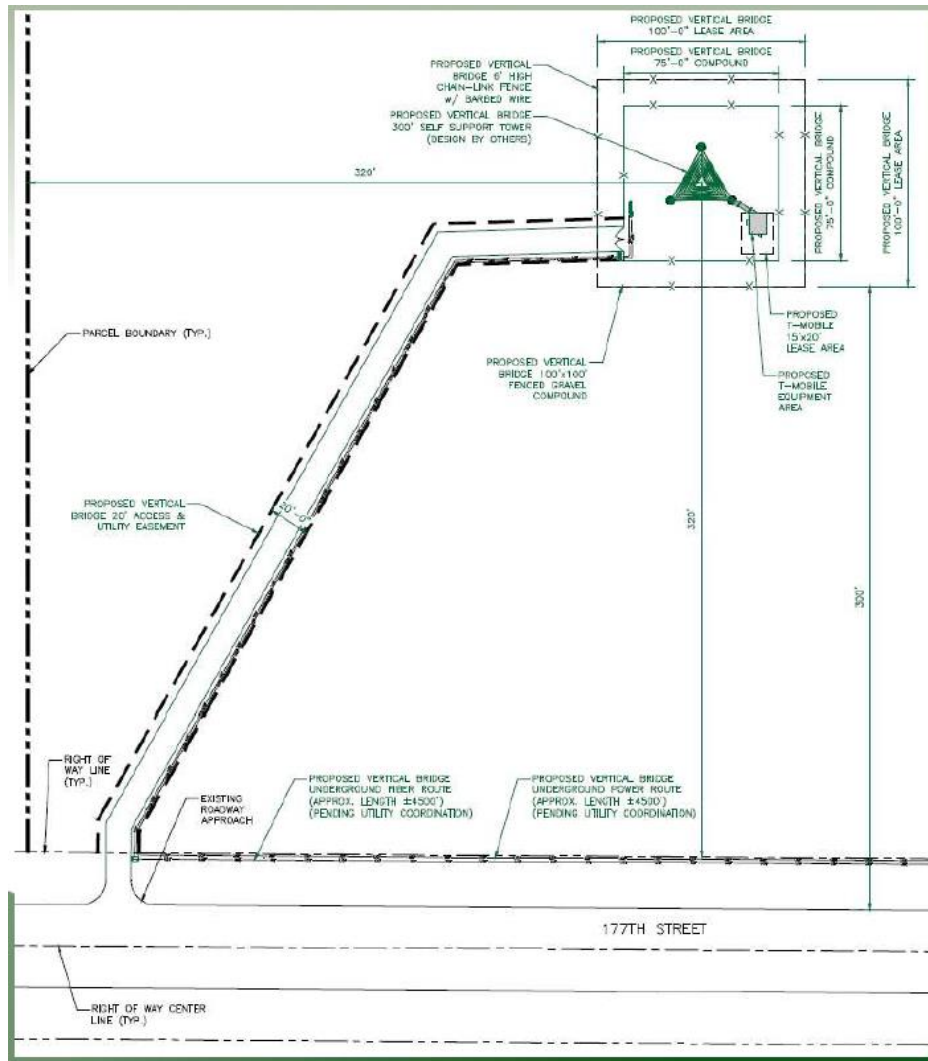 PROPOSED VERTICAL BRIDGE
100'-0" LEASE AREA
PROPOSED VERTICAL BRIDGE
75'-0" COMPOUND
PROPOSED VERTICAL
BRIDGE 6' HIGH
CHAIN-LINK FENCE
w/ BARBED WIRE
PROPOSED VERTICAL BRIDGE
300' SELF SUPPORT TOWER
(DESIGN BY OTHERS)
PROPOSED VERTICAL BRIDGE
75'-0" COMPOUND
PROPOSED VERTICAL BRIDGE
100'-0" LEASE AREA
320'
PARCEL BOUNDARY (TYP.)
PROPOSED
T-MOBILE
15'x20'
LEASE AREA
PROPOSED VERTICAL
BRIDGE 100'x100'
FENCED GRAVEL
COMPOUND
PROPOSED
T-MOBILE
EQUIPMENT
AREA
PROPOSED VERTICAL
BRIDGE 20' ACCESS &
UTILITY EASEMENT
20'-0"
320'
300'
RIGHT OF
WAY LINE
(TYP.)
EXISTING
ROADWAY
APPROACH
PROPOSED VERTICAL BRIDGE
UNDERGROUND FIBER ROUTE
(APPROX. LENGTH ±4500')
(PENDING UTILITY COORDINATION)
PROPOSED VERTICAL BRIDGE
UNDERGROUND POWER ROUTE
(APPROX. LENGTH ±4500')
(PENDING UTILITY COORDINATION)
177TH STREET
RIGHT OF WAY CENTER
LINE (TYP.)